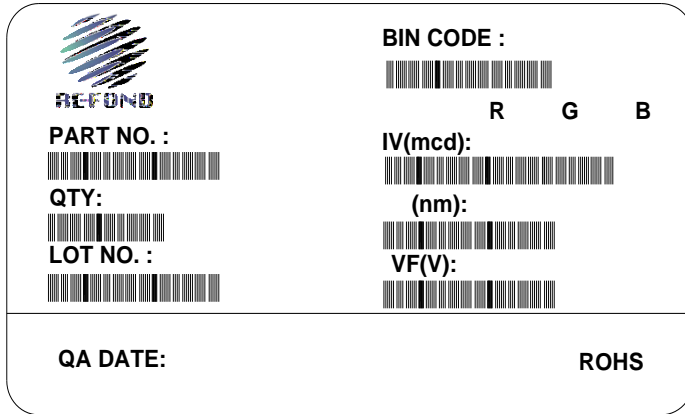 REFOND
PART NO. :
QTY:
LOT NO. :
BIN CODE :
R G B
IV(mcd):
(nm):
VF(V):
QA DATE:
ROHS